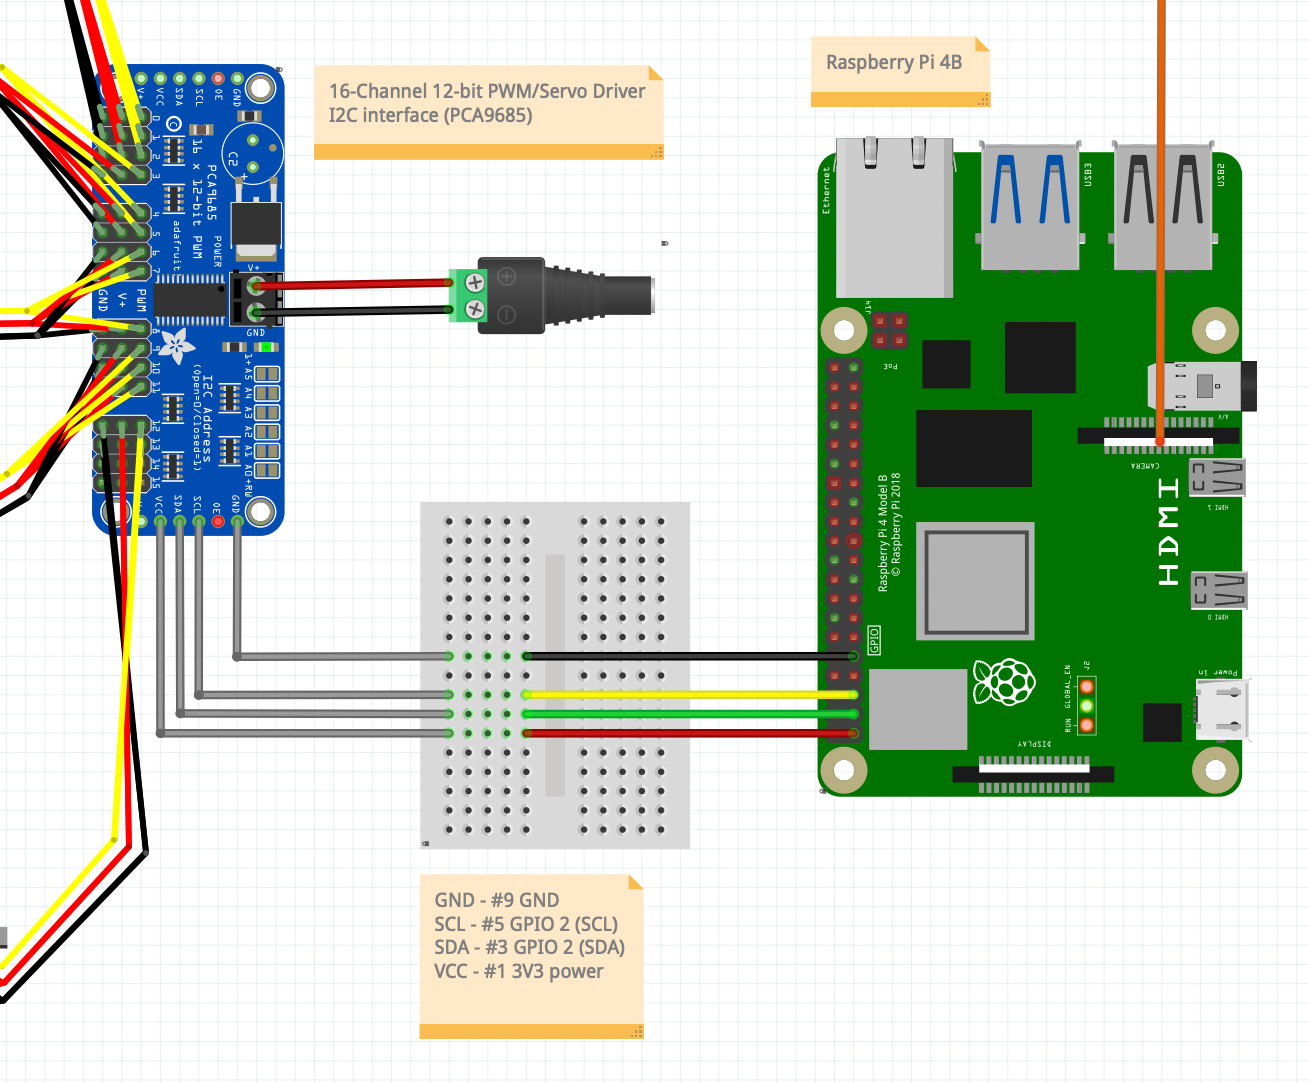 16-Channel 12-bit PWM/Servo Driver
I2C interface (PCA9685)
Raspberry Pi 4B
V+
VCC
SDA
SCL
OE
GND
0
1
2
3
4
5
6
7
8
9
10
11
12
13
14
15
C2
+
PCA9685
16 x 12-bit PWM
adafruit
POWER
V+
GND
GND
V+
PWM
I2C Address
(open=0/Closed=1)
A5
A4
A3
A2
A1
A0
VCC
SDA
SCL
OE
GND
Ethernet
USB3
USB2
J14
PoE
A/V
CAMERA
HDMI 1
HDMI
HDMI 0
Raspberry Pi 4 Model B
© Raspberry Pi 2018
GPIO
J2
GLOBAL_EN
RUN
Power in
DISPLAY
GND - #9 GND
SCL - #5 GPIO 2 (SCL)
SDA - #3 GPIO 2 (SDA)
VCC - #1 3V3 power